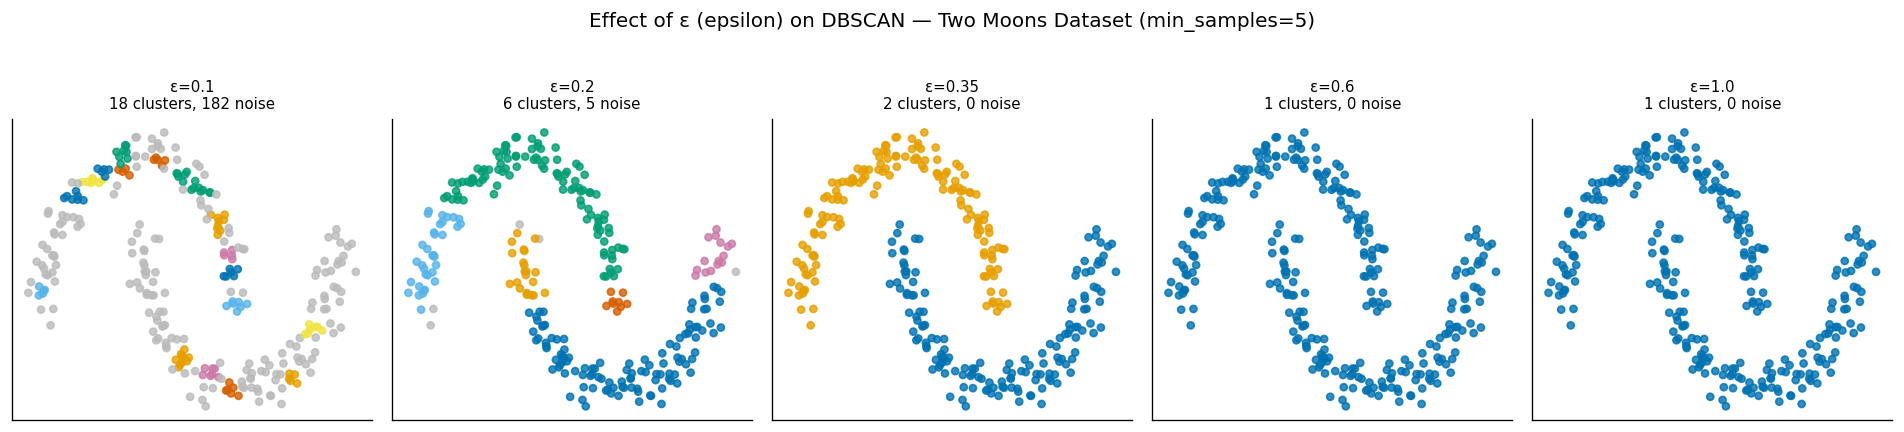 Effect of ε (epsilon) on DBSCAN — Two Moons Dataset (min_samples=5)
ε=0.1
18 clusters, 182 noise
ε=0.2
6 clusters, 5 noise
ε=0.35
2 clusters, 0 noise
ε=0.6
1 clusters, 0 noise
ε=1.0
1 clusters, 0 noise